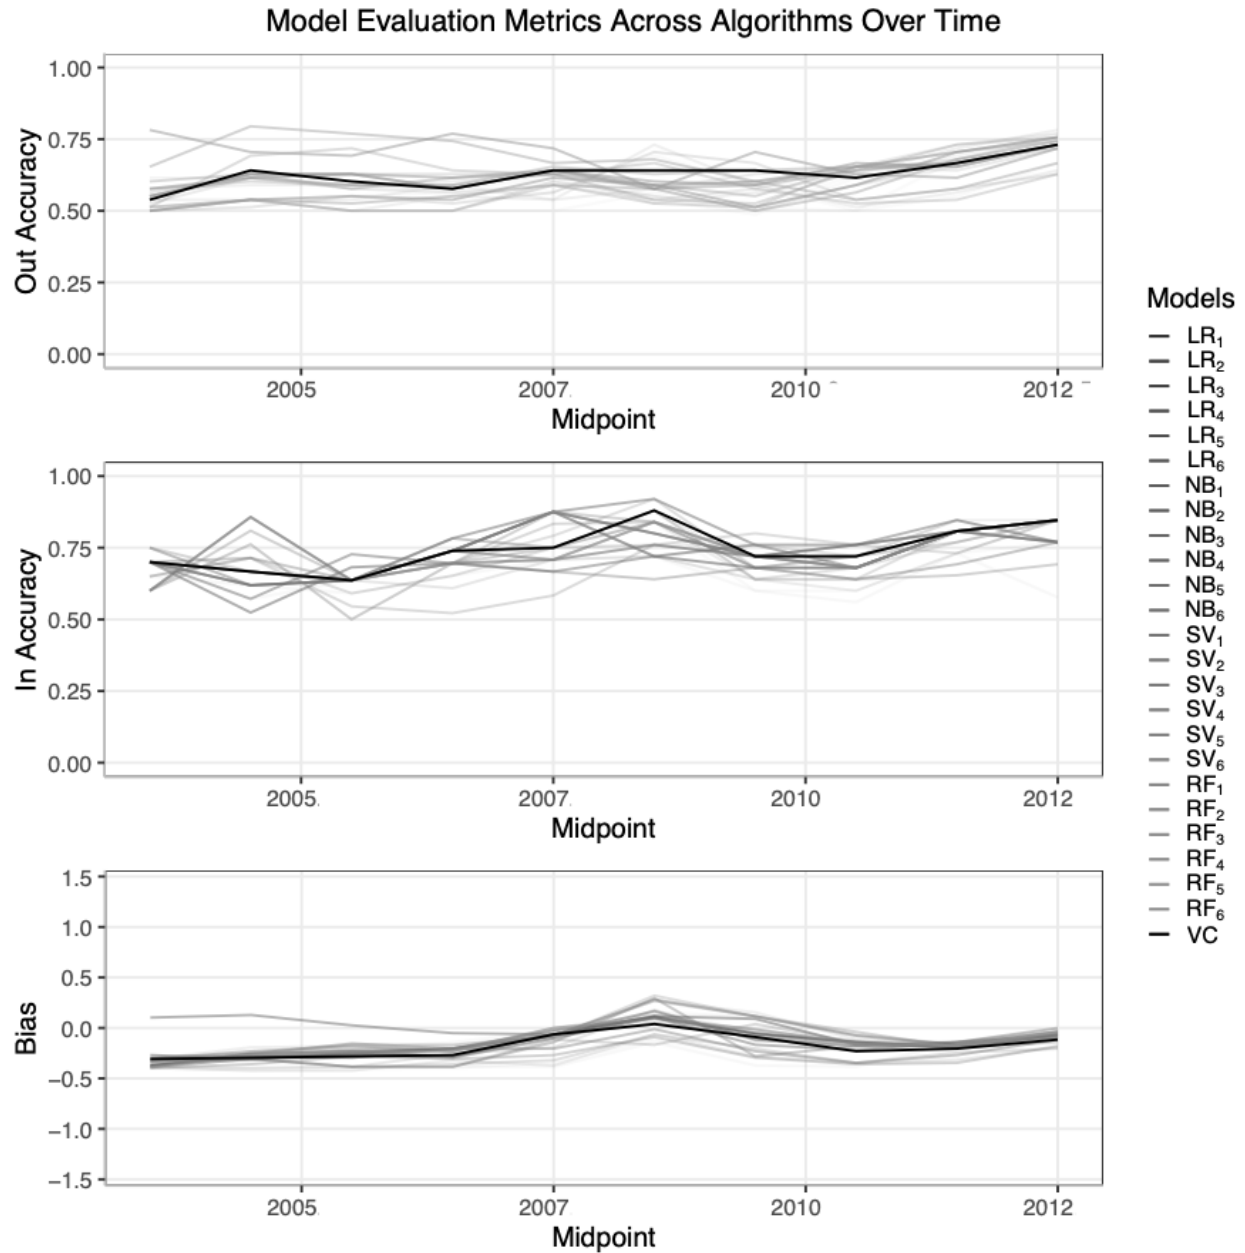 Model Evaluation Metrics Across Algorithms Over Time
Out Accuracy
1.00
0.75
0.50
0.25
0.00
2005 2007 2010 2012
Midpoint
In Accuracy
1.00
0.75
0.50
0.25
0.00
2005 2007 2010 2012
Midpoint
Bias
1.5
1.0
0.5
0.0
−0.5
−1.0
−1.5
2005 2007 2010 2012
Midpoint
Models
LR₁
LR₂
LR₃
LR₄
LR₅
LR₆
NB₁
NB₂
NB₃
NB₄
NB₅
NB₆
SV₁
SV₂
SV₃
SV₄
SV₅
SV₆
RF₁
RF₂
RF₃
RF₄
RF₅
RF₆
VC